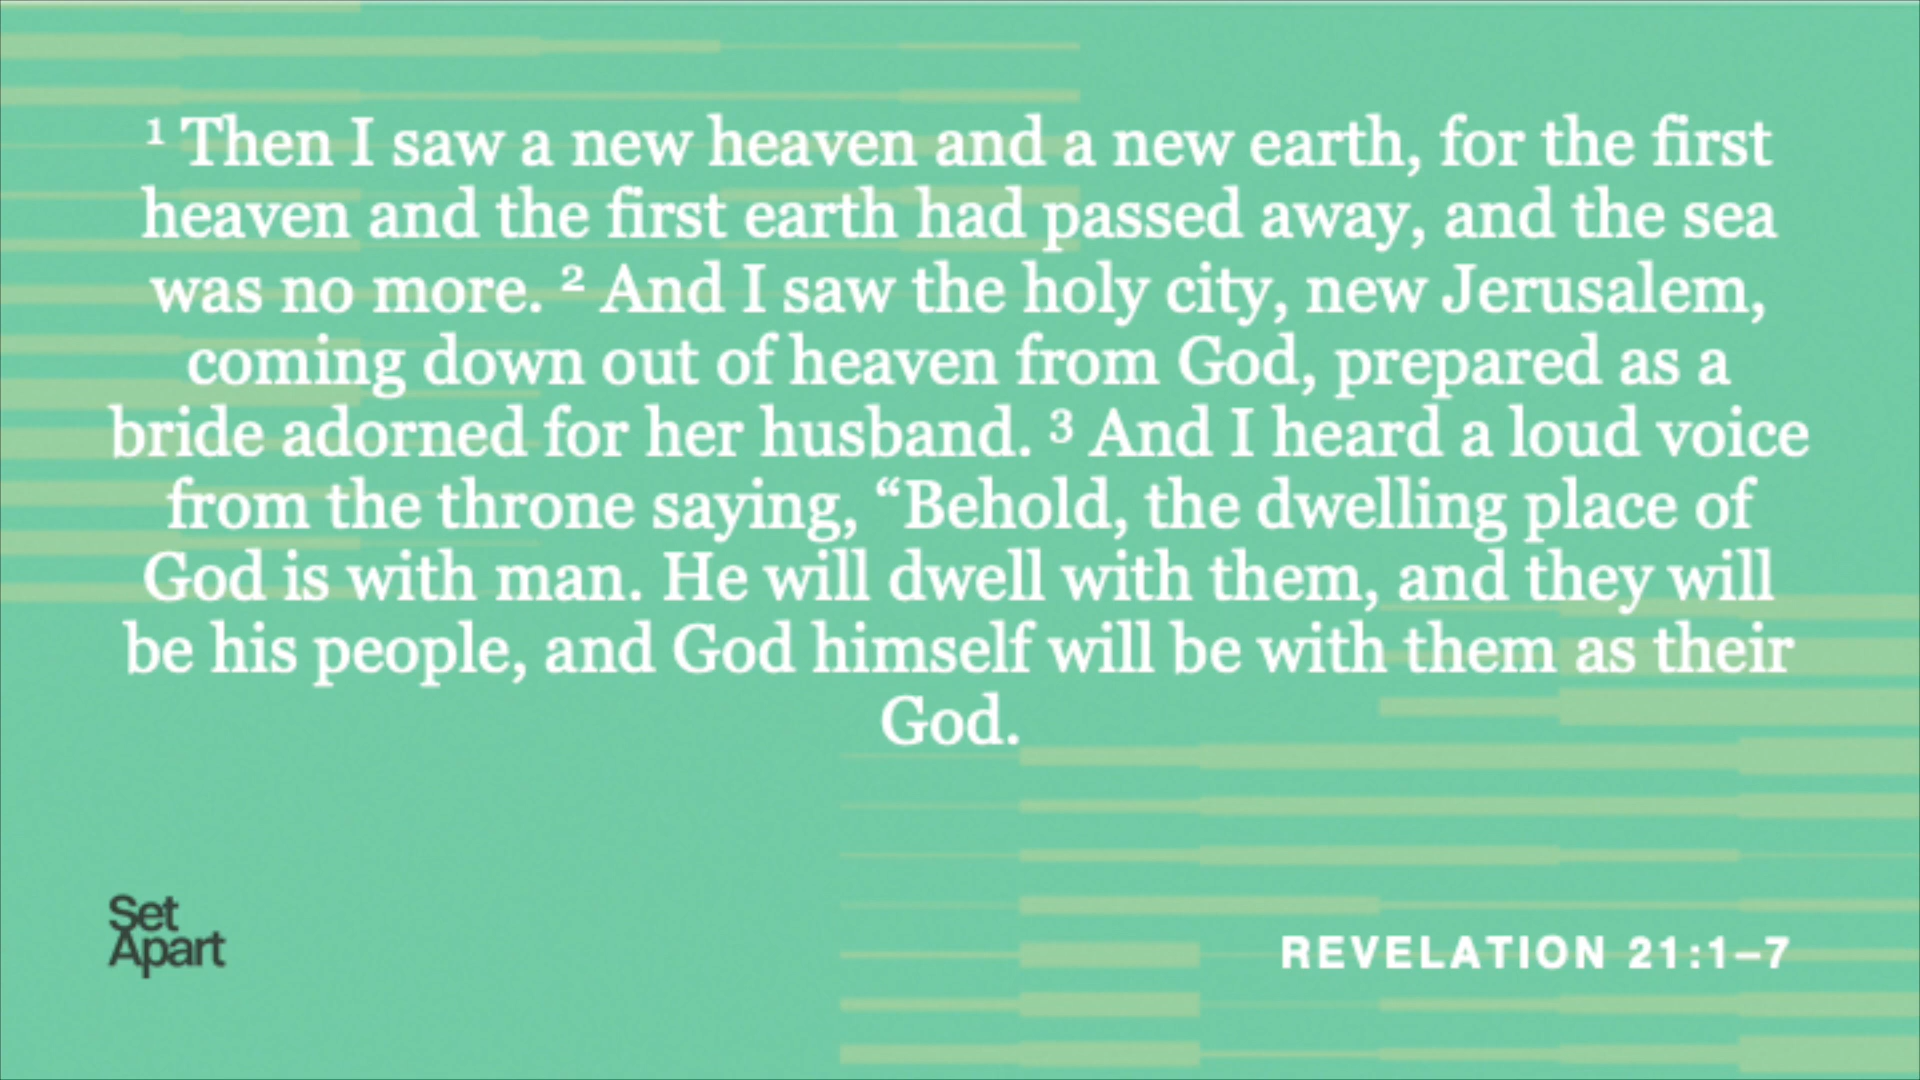 ¹ Then I saw a new heaven and a new earth, for the first
heaven and the first earth had passed away, and the sea
was no more. ² And I saw the holy city, new Jerusalem,
coming down out of heaven from God, prepared as a
bride adorned for her husband. ³ And I heard a loud voice
from the throne saying, “Behold, the dwelling place of
God is with man. He will dwell with them, and they will
be his people, and God himself will be with them as their
God.
Set
Apart
REVELATION 21:1–7